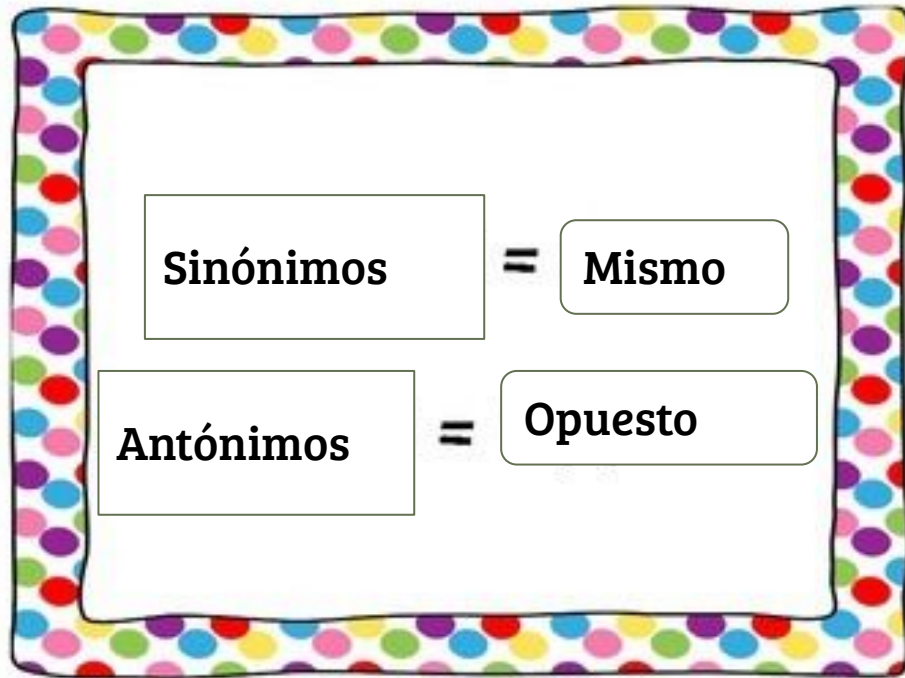 Sinónimos = Mismo
Antónimos = Opuesto